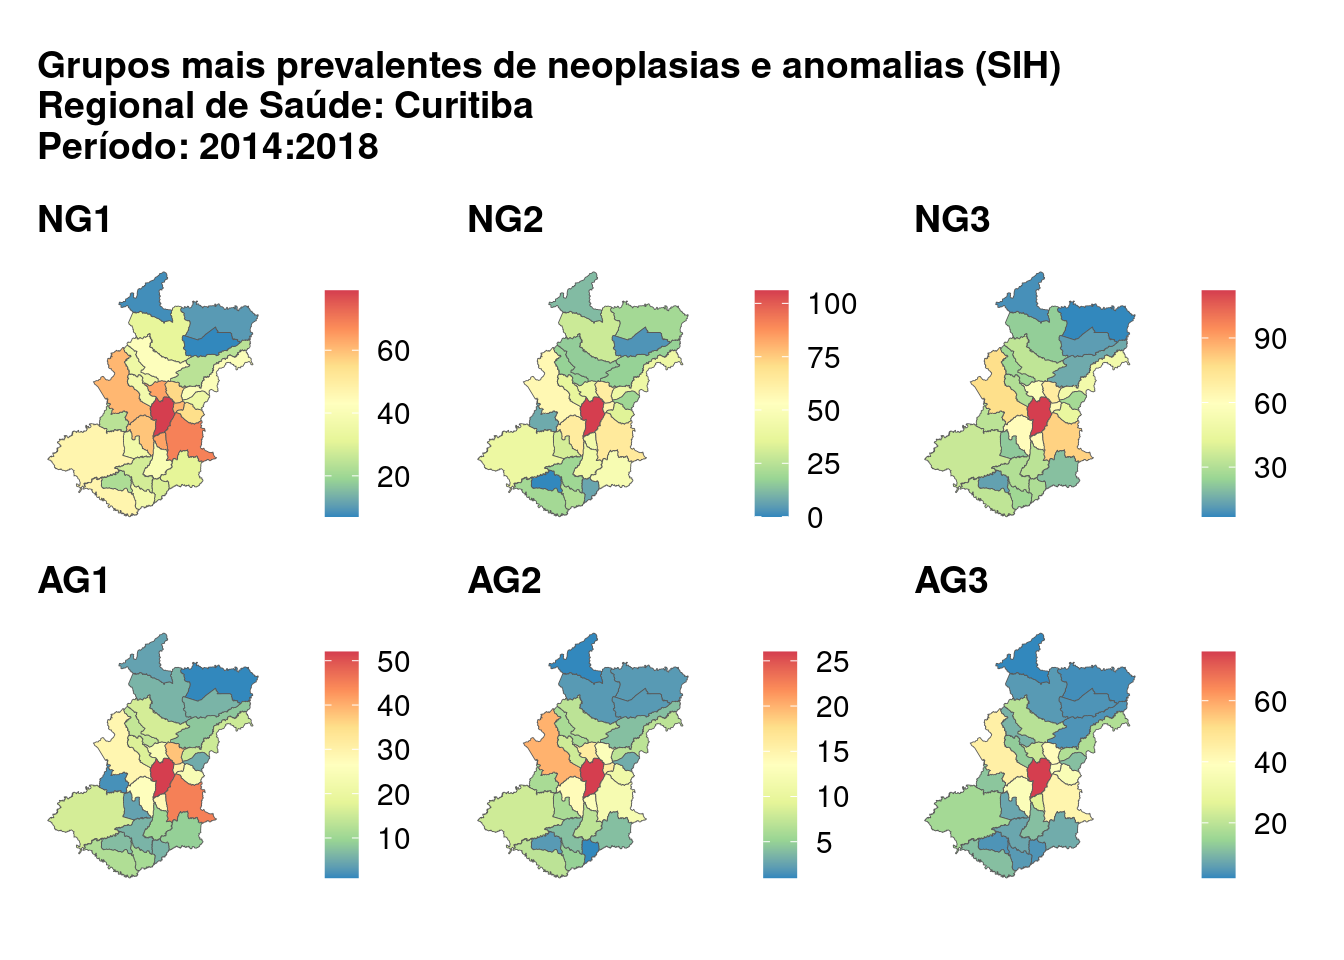 Grupos mais prevalentes de neoplasias e anomalias (SIH)
Regional de Saúde: Curitiba
Período: 2014:2018
NG1
NG2
NG3
60
40
20
100
75
50
25
0
90
60
30
AG1
AG2
AG3
50
40
30
20
10
25
20
15
10
5
60
40
20